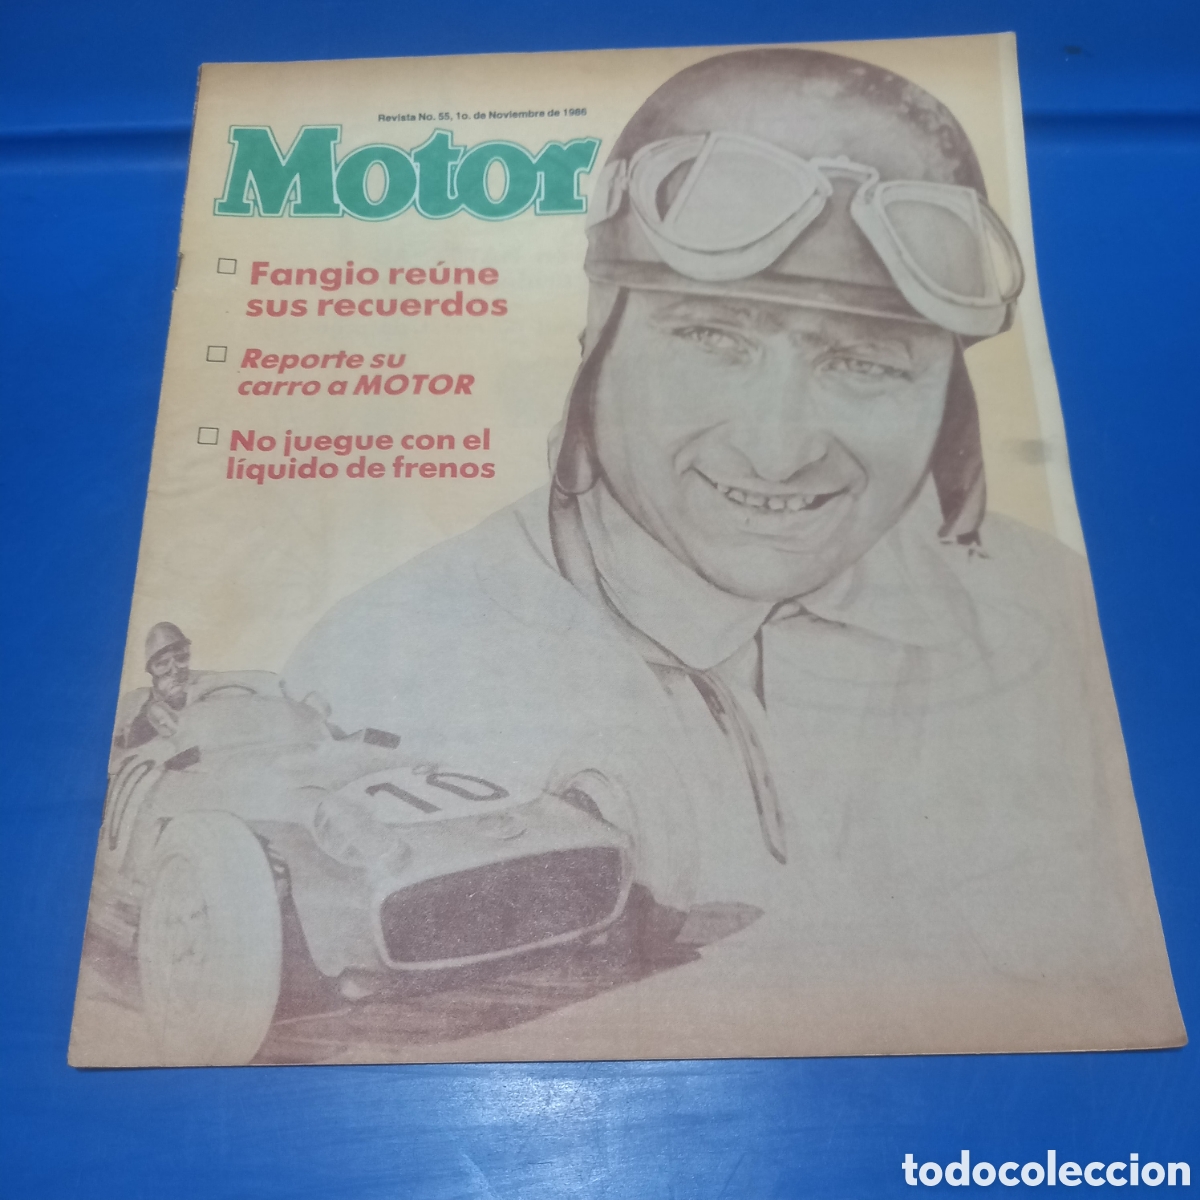 Revista No. 55, 1o. de Noviembre de 1986
Motor
Fangio reúne
sus recuerdos
Reporte su
carro a MOTOR
No juegue con el
líquido de frenos
10
10
todocoleccion